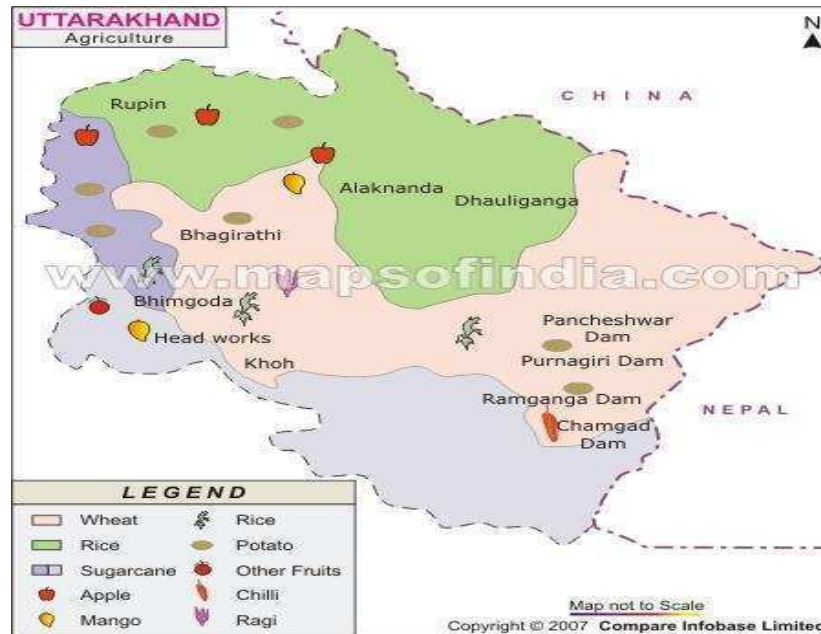 UTTARAKHAND
Agriculture
N
CHINA
Rupin
Alaknanda
Dhauliganga
Bhagirathi
www.mapsofindia.com
Bhimgoda
Head works
Khoh
Pancheshwar
Dam
Purnagiri Dam
Ramganga Dam
Chamgad
Dam
NEPAL
LEGEND
Wheat
Rice
Rice
Potato
Sugarcane
Other Fruits
Apple
Chilli
Mango
Ragi
Map not to Scale
Copyright © 2007 Compare Infobase Limited